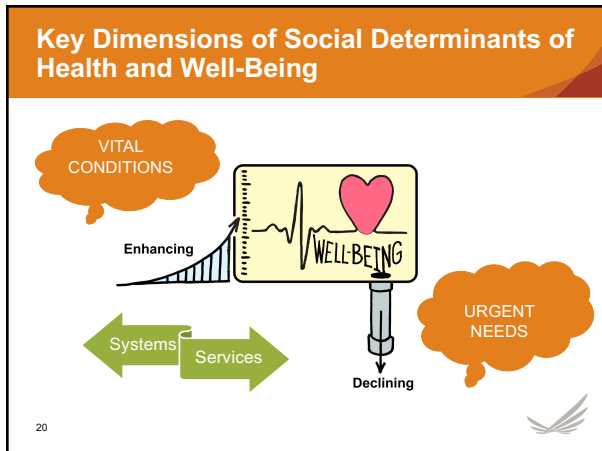 Key Dimensions of Social Determinants of
Health and Well-Being
VITAL
CONDITIONS
Enhancing
WELL-BEING
Systems
Services
URGENT
NEEDS
Declining
20